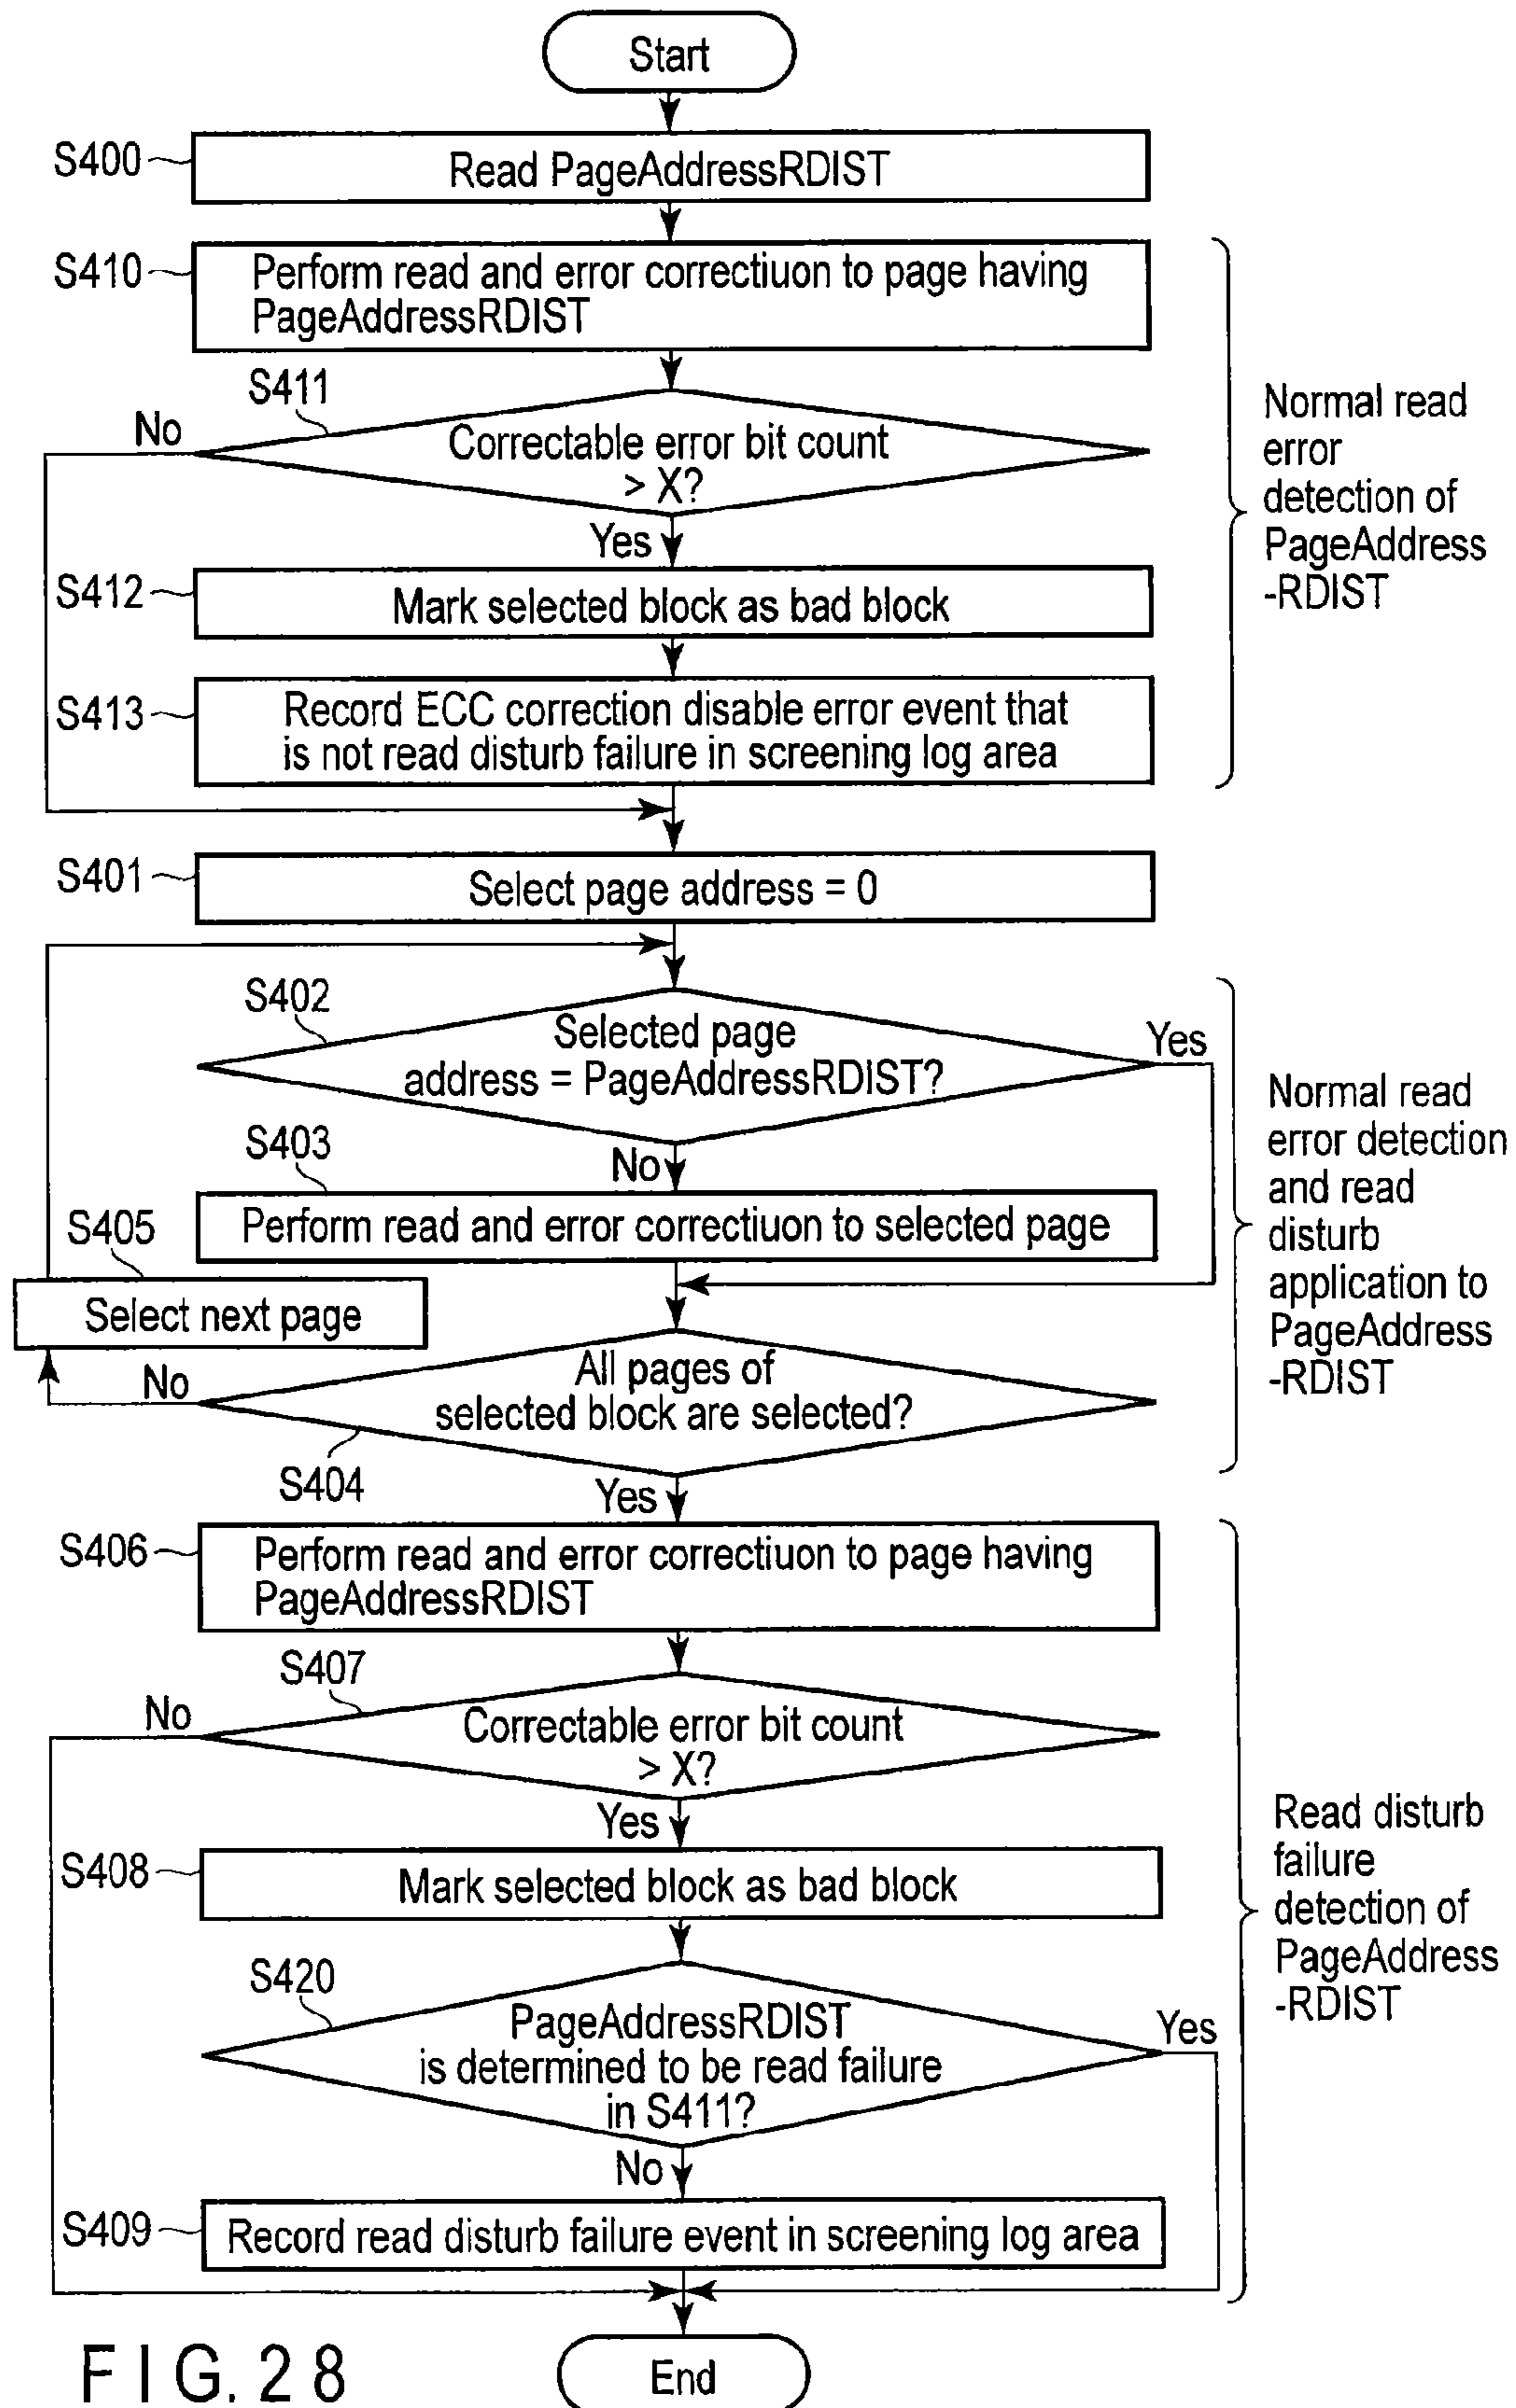 Start
S400
Read PageAddressRDIST
S410
Perform read and error correctiuon to page having
PageAddressRDIST
S411
No
Correctable error bit count
> X?
Yes
S412
Mark selected block as bad block
S413
Record ECC correction disable error event that
is not read disturb failure in screening log area
Normal read
error
detection of
PageAddress
-RDIST
S401
Select page address = 0
S402
Selected page
address = PageAddressRDIST?
Yes
S403
No
Perform read and error correctiuon to selected page
S405
Select next page
No
All pages of
selected block are selected?
S404
Yes
Normal read
error detection
and read
disturb
application to
PageAddress
-RDIST
S406
Perform read and error correctiuon to page having
PageAddressRDIST
S407
No
Correctable error bit count
> X?
Yes
S408
Mark selected block as bad block
S420
PageAddressRDIST
is determined to be read failure
in S411?
Yes
No
S409
Record read disturb failure event in screening log area
Read disturb
failure
detection of
PageAddress
-RDIST
End
FIG. 28